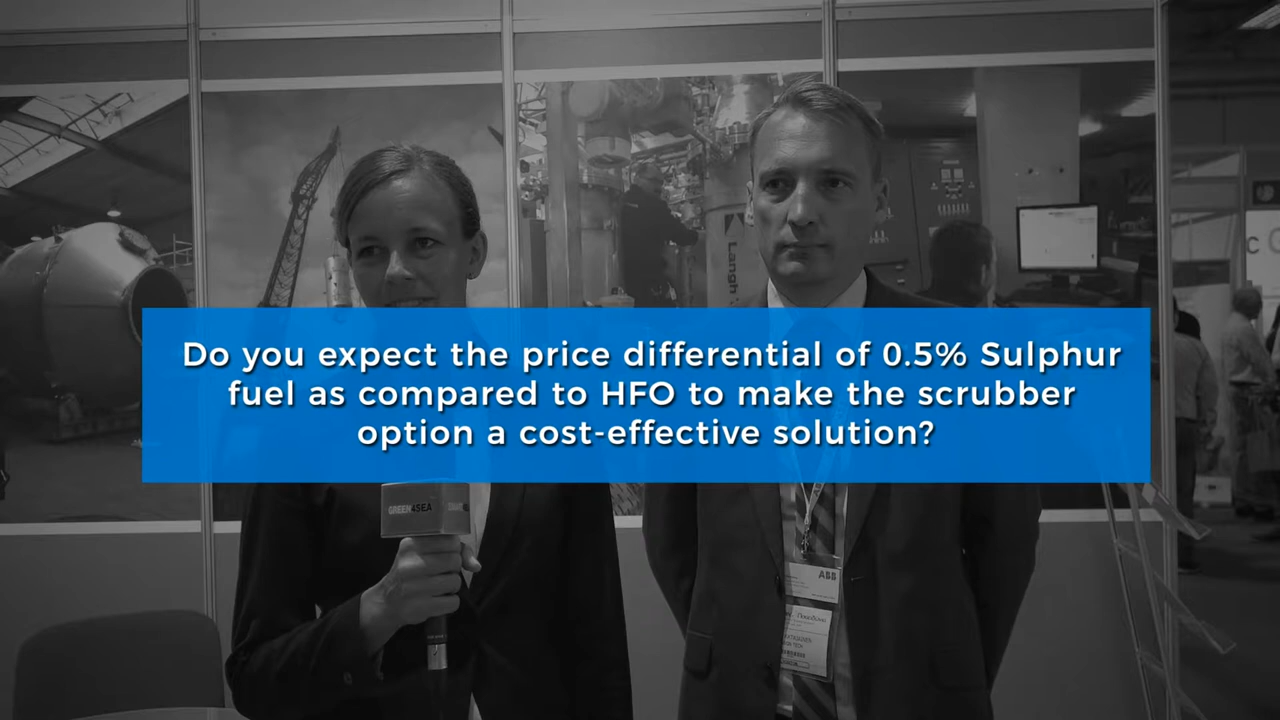 Langh
Do you expect the price differential of 0.5% Sulphur
fuel as compared to HFO to make the scrubber
option a cost-effective solution?
GREEN4SEA
ABB